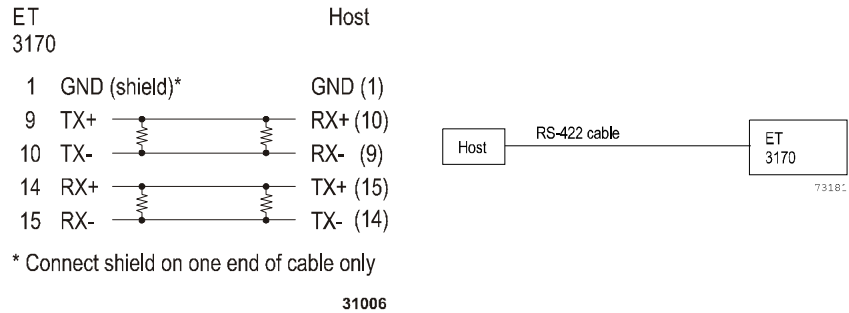 ET Host
3170
1 GND (shield)* GND (1)
9 TX+ RX+ (10)
10 TX- RX- (9)
14 RX+ TX+ (15)
15 RX- TX- (14)
* Connect shield on one end of cable only
31006
Host RS-422 cable ET
3170
73181